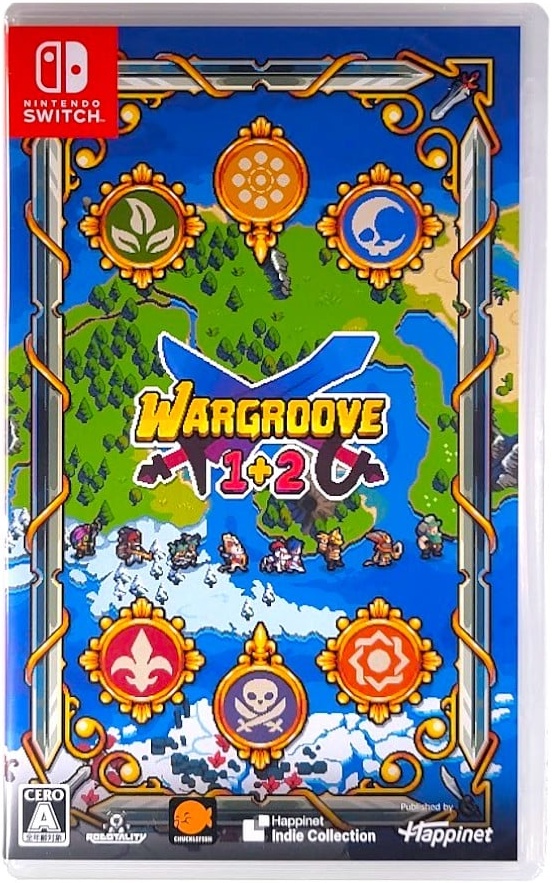 NINTENDO
SWITCH
WARGROOVE
1+2
CERO
A
全年齢対象
ROBOTALITY
CHUCKLEFISH
Happinet
Indie Collection
Published by
Happinet